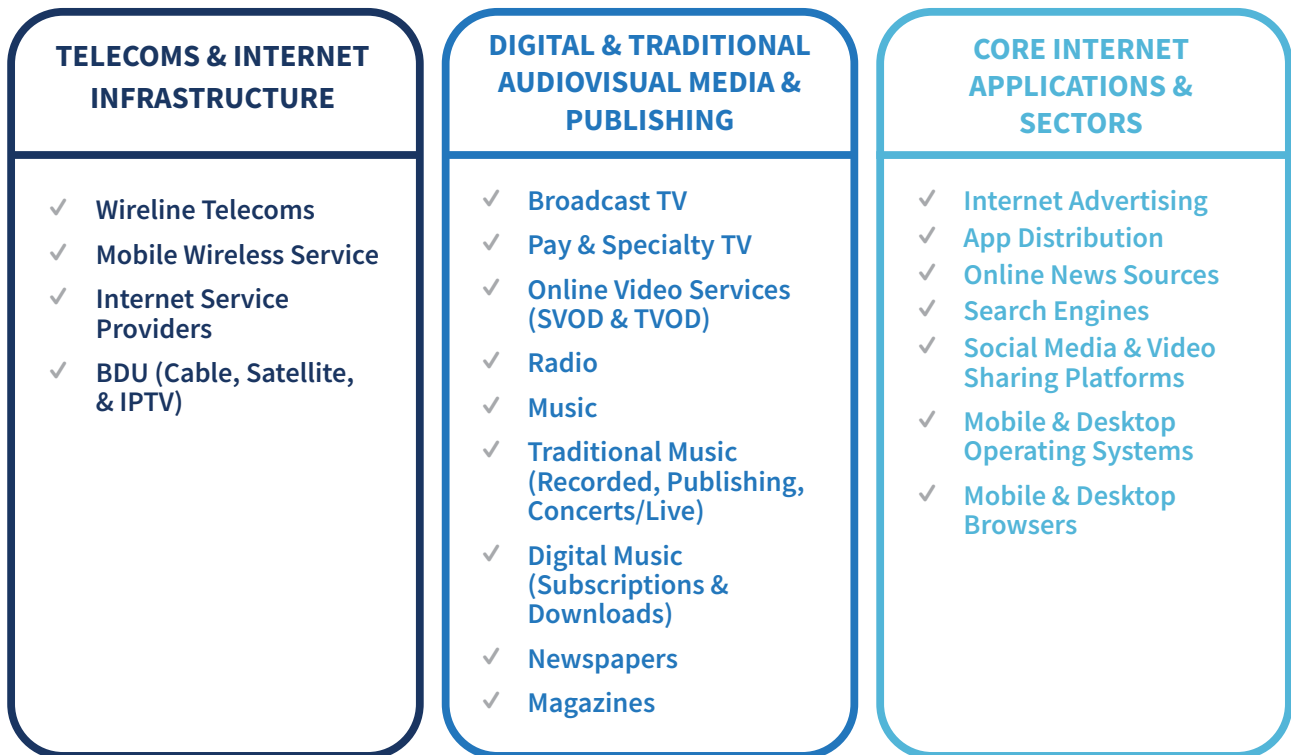 TELECOMS & INTERNET
INFRASTRUCTURE
✓ Wireline Telecoms
✓ Mobile Wireless Service
✓ Internet Service
Providers
✓ BDU (Cable, Satellite,
& IPTV)
DIGITAL & TRADITIONAL
AUDIOVISUAL MEDIA &
PUBLISHING
✓ Broadcast TV
✓ Pay & Specialty TV
✓ Online Video Services
(SVOD & TVOD)
✓ Radio
✓ Music
✓ Traditional Music
(Recorded, Publishing,
Concerts/Live)
✓ Digital Music
(Subscriptions &
Downloads)
✓ Newspapers
✓ Magazines
CORE INTERNET
APPLICATIONS &
SECTORS
✓ Internet Advertising
✓ App Distribution
✓ Online News Sources
✓ Search Engines
✓ Social Media & Video
Sharing Platforms
✓ Mobile & Desktop
Operating Systems
✓ Mobile & Desktop
Browsers